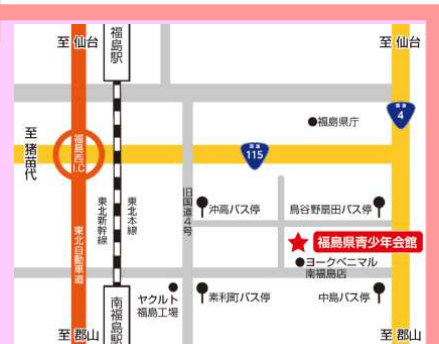 至 仙台
福島駅
至 仙台
国道
4
福島県庁
至 猪苗代
福島西I.C
国道
115
東北自動車道
東北新幹線
東北本線
旧国道4号
沖高バス停
鳥谷野扇田バス停
福島県青少年会館
ヨークベニマル
南福島店
ヤクルト
福島工場
素利町バス停
中島バス停
至 郡山
南福島駅
至 郡山